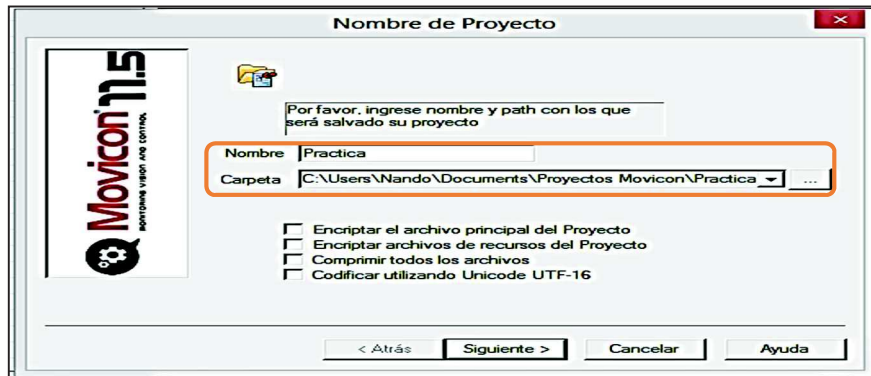 Nombre de Proyecto
Movicon 11.5
MONITORING VISION AND CONTROL
Por favor, ingrese nombre y path con los que
será salvado su proyecto
Nombre Practica
Carpeta C:\Users\Nando\Documents\Proyectos Movicon\Practica ...
Encriptar el archivo principal del Proyecto
Encriptar archivos de recursos del Proyecto
Comprimir todos los archivos
Codificar utilizando Unicode UTF-16
< Atrás Siguiente > Cancelar Ayuda